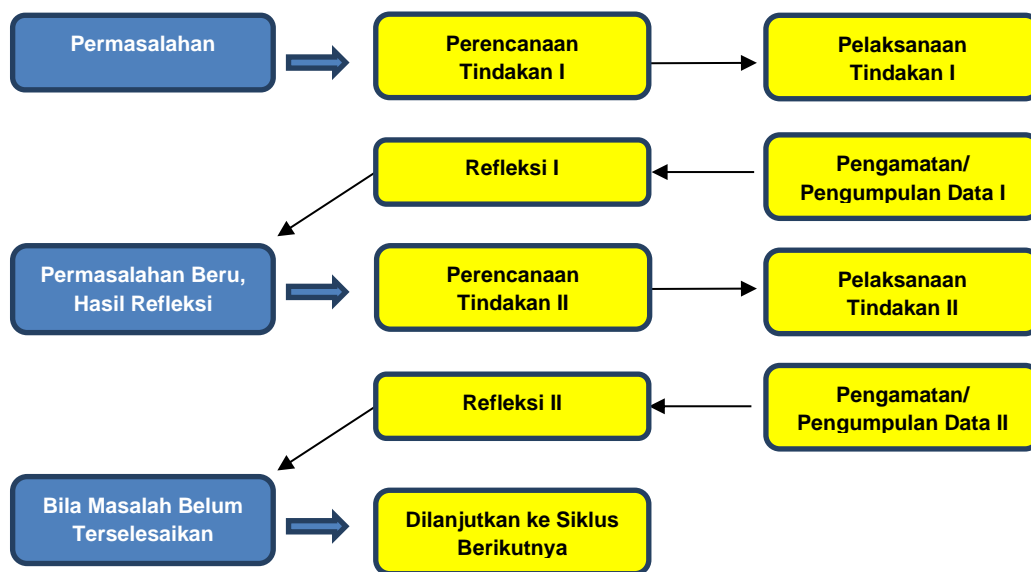 Permasalahan
Perencanaan
Tindakan I
Pelaksanaan
Tindakan I
Refleksi I
Pengamatan/
Pengumpulan Data I
Permasalahan Beru,
Hasil Refleksi
Perencanaan
Tindakan II
Pelaksanaan
Tindakan II
Refleksi II
Pengamatan/
Pengumpulan Data II
Bila Masalah Belum
Terselesaikan
Dilanjutkan ke Siklus
Berikutnya